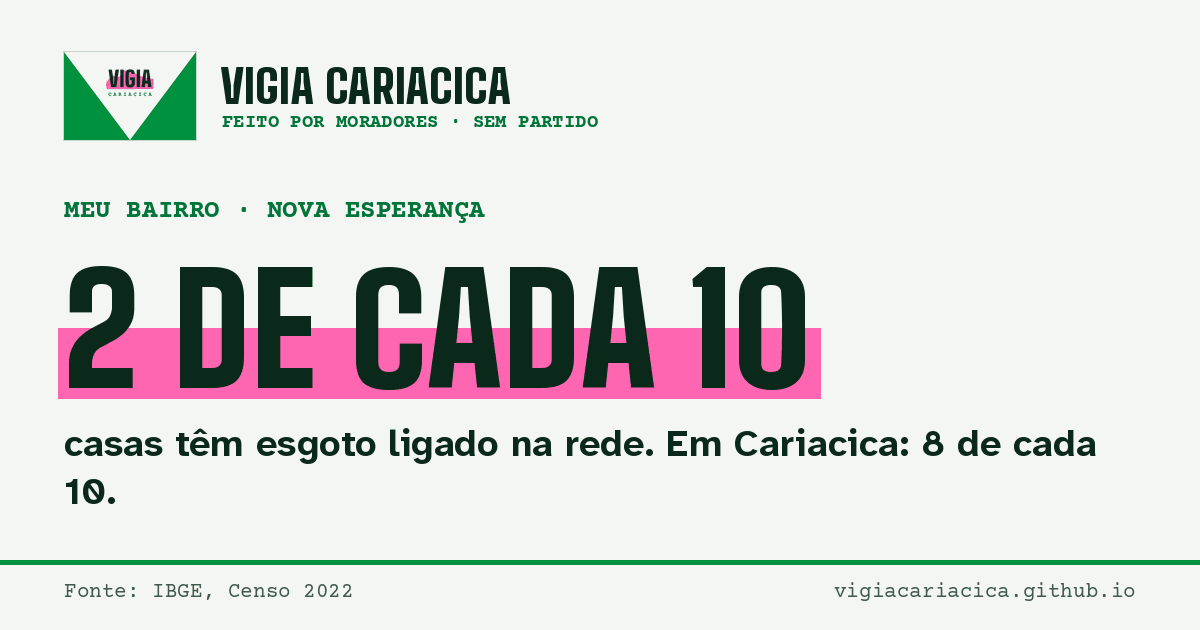 VIGIA
CARIACICA
VIGIA CARIACICA
FEITO POR MORADORES · SEM PARTIDO
MEU BAIRRO · NOVA ESPERANÇA
2 DE CADA 10
casas têm esgoto ligado na rede. Em Cariacica: 8 de cada
10.
Fonte: IBGE, Censo 2022
vigiacariacica.github.io